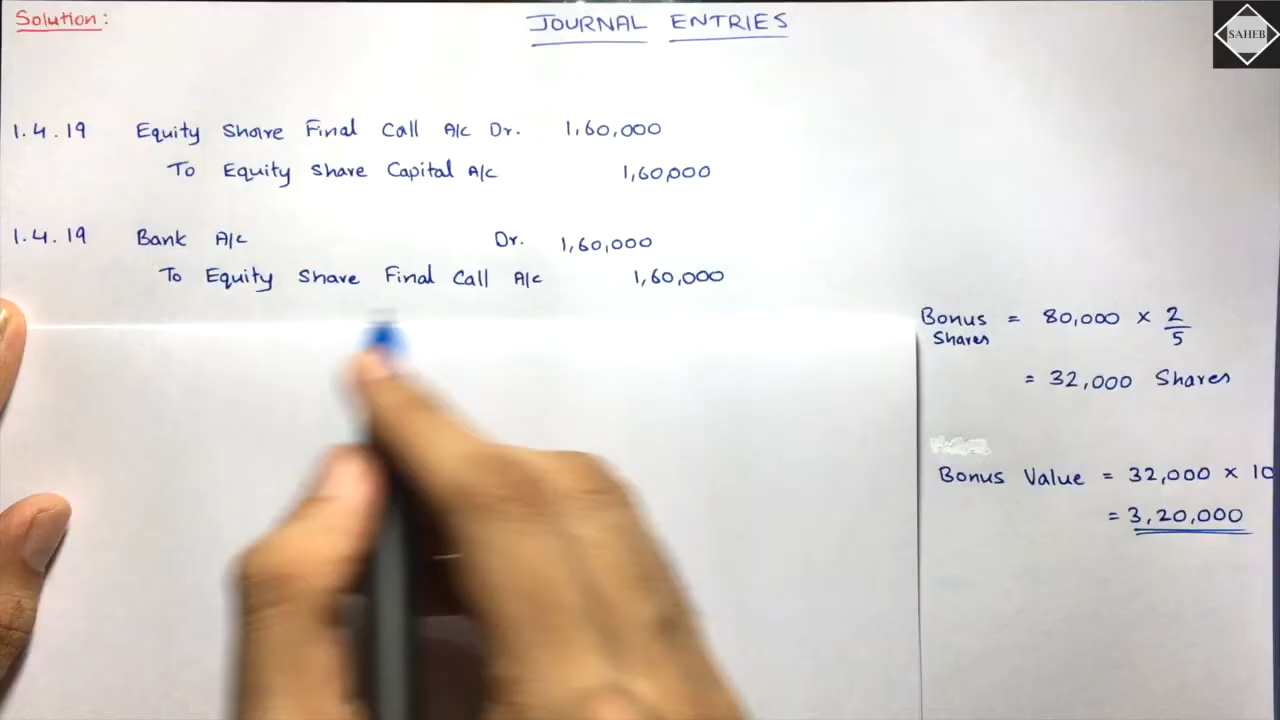 Solution:
JOURNAL ENTRIES
SAHEB
1.4.19 Equity Share Final Call A/c Dr. 1,60,000
To Equity Share Capital A/c 1,60,000
1.4.19 Bank A/c Dr. 1,60,000
To Equity Share Final Call A/c 1,60,000
Bonus Shares = 80,000 × 2/5
= 32,000 Shares
Bonus Value = 32,000 × 10
= 3,20,000